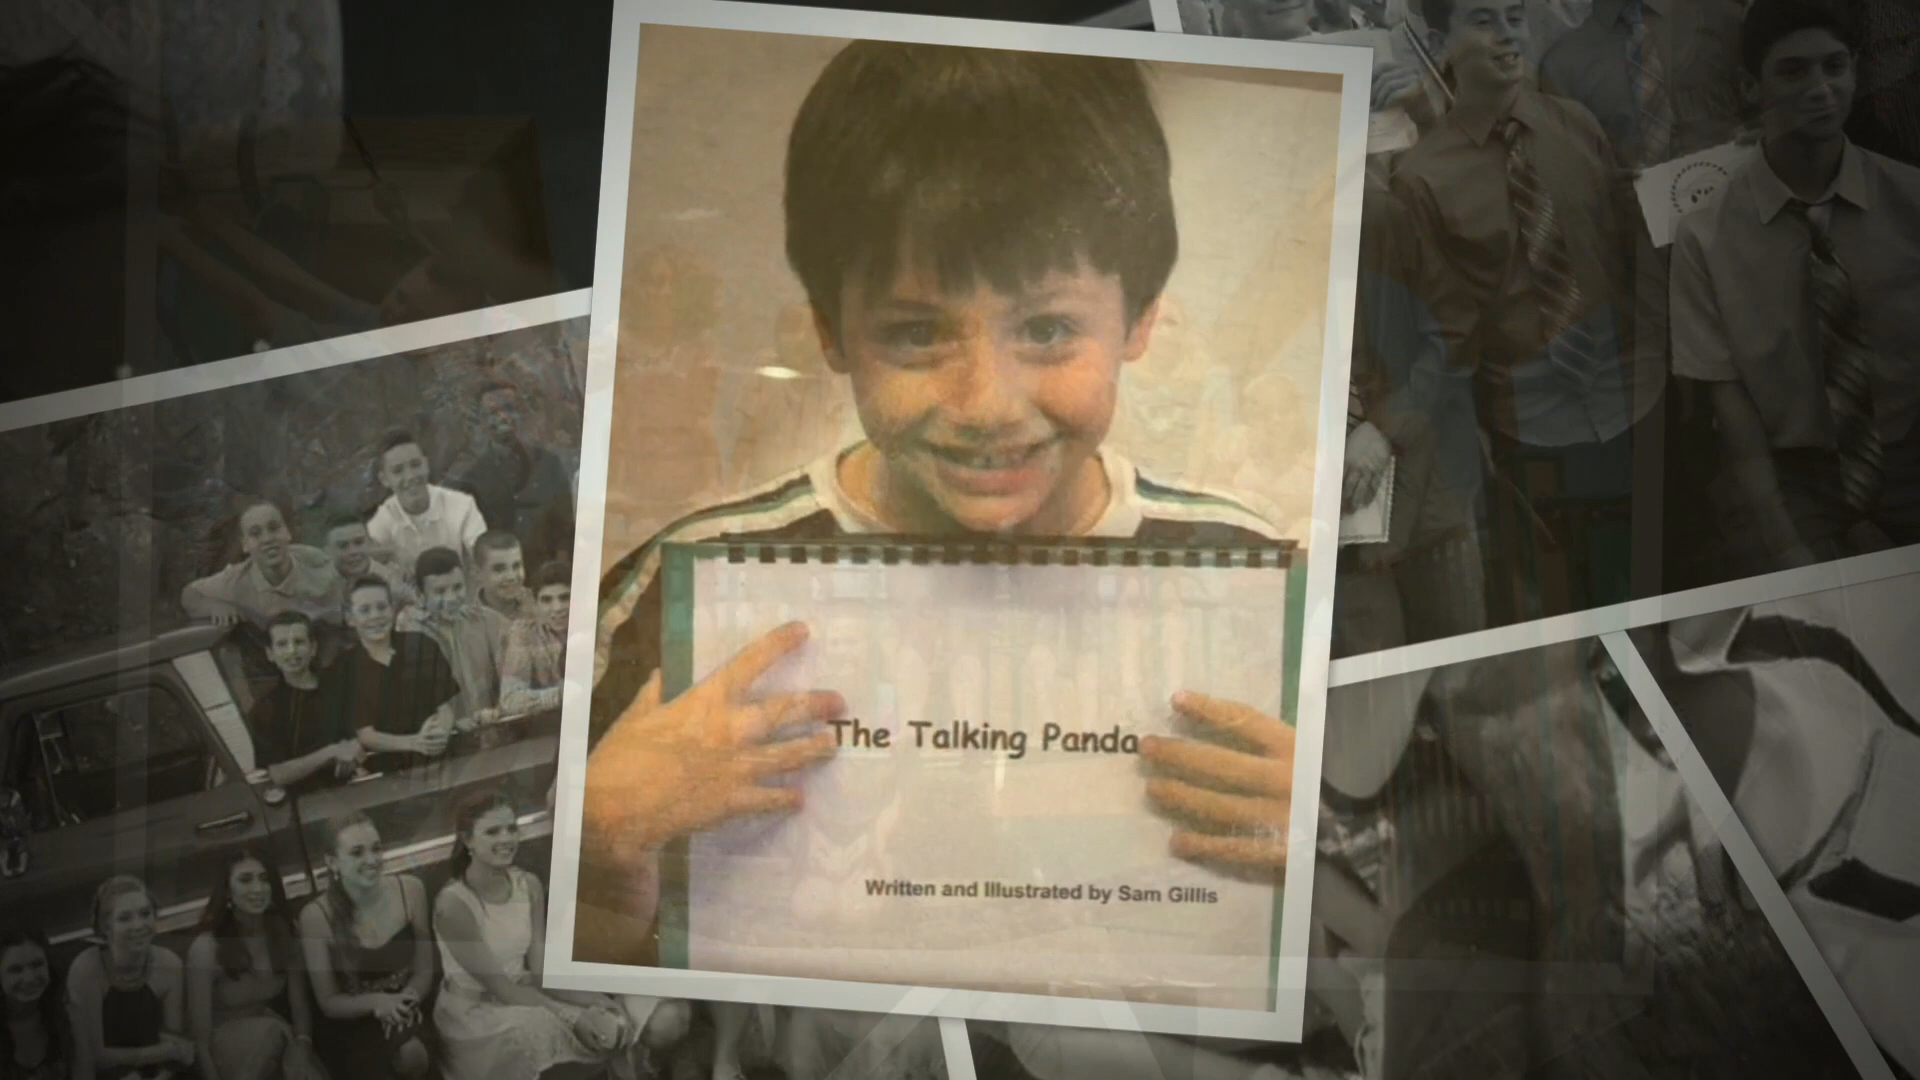 The Talking Panda
Written and Illustrated by Sam Gillis